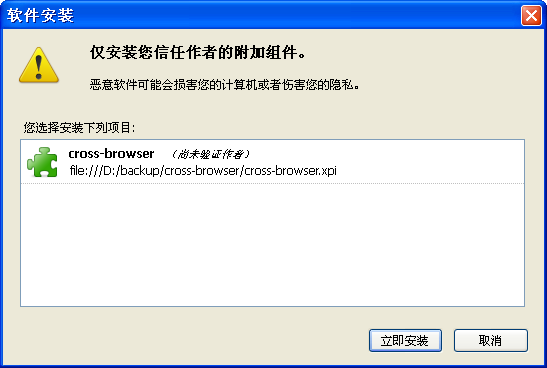 软件安装
仅安装您信任作者的附加组件。
恶意软件可能会损害您的计算机或者伤害您的隐私。
您选择安装下列项目:
cross-browser （尚未验证作者）
file:///D:/backup/cross-browser/cross-browser.xpi
立即安装 取消